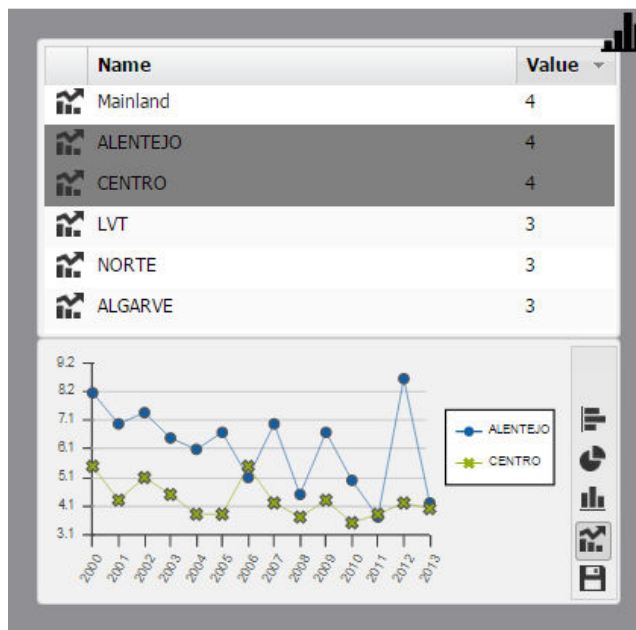 Name Value
Mainland 4
ALENTEJO 4
CENTRO 4
LVT 3
NORTE 3
ALGARVE 3
9.2
8.2
7.1
6.1
5.1
4.1
3.1
2000 2001 2002 2003 2004 2005 2006 2007 2008 2009 2010 2011 2012 2013
ALENTEJO
CENTRO